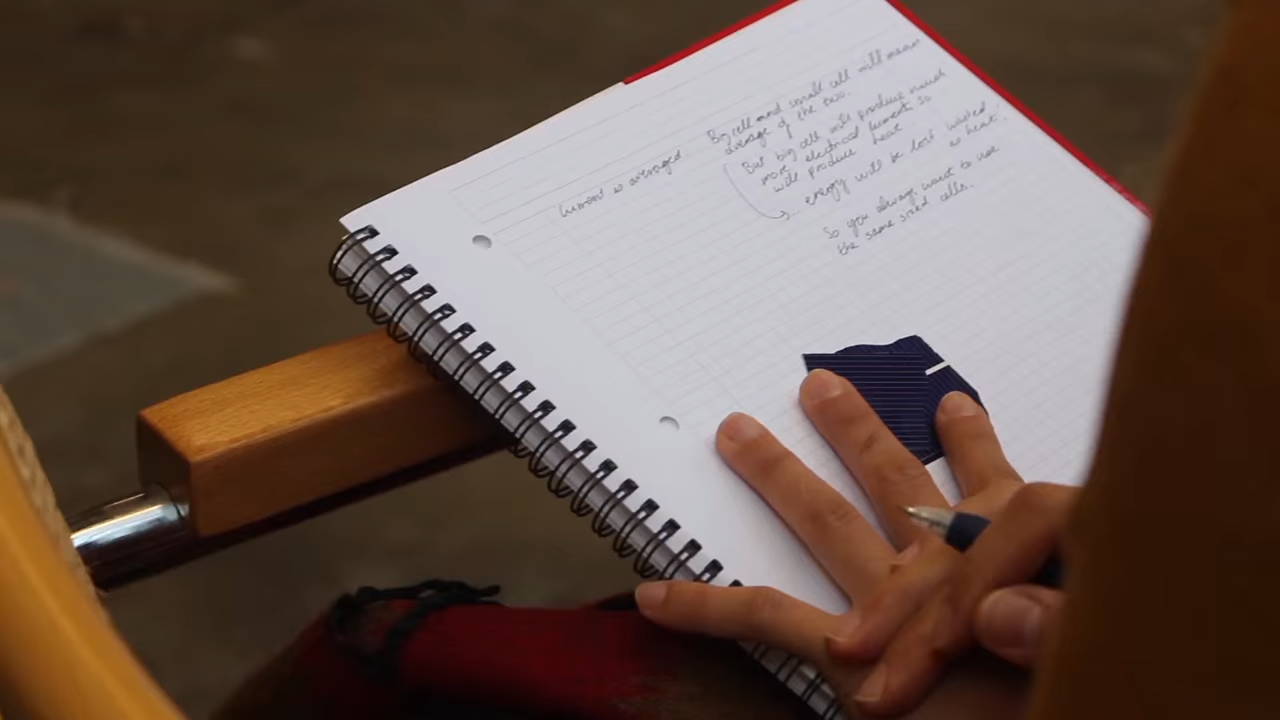 Current is averaged.
Big cell and small cell will mean
average of the two.
But big cell will produce much
more electrical current so
will produce heat
energy will be lost wasted
as heat.
So you always want to use
the same sized cells.